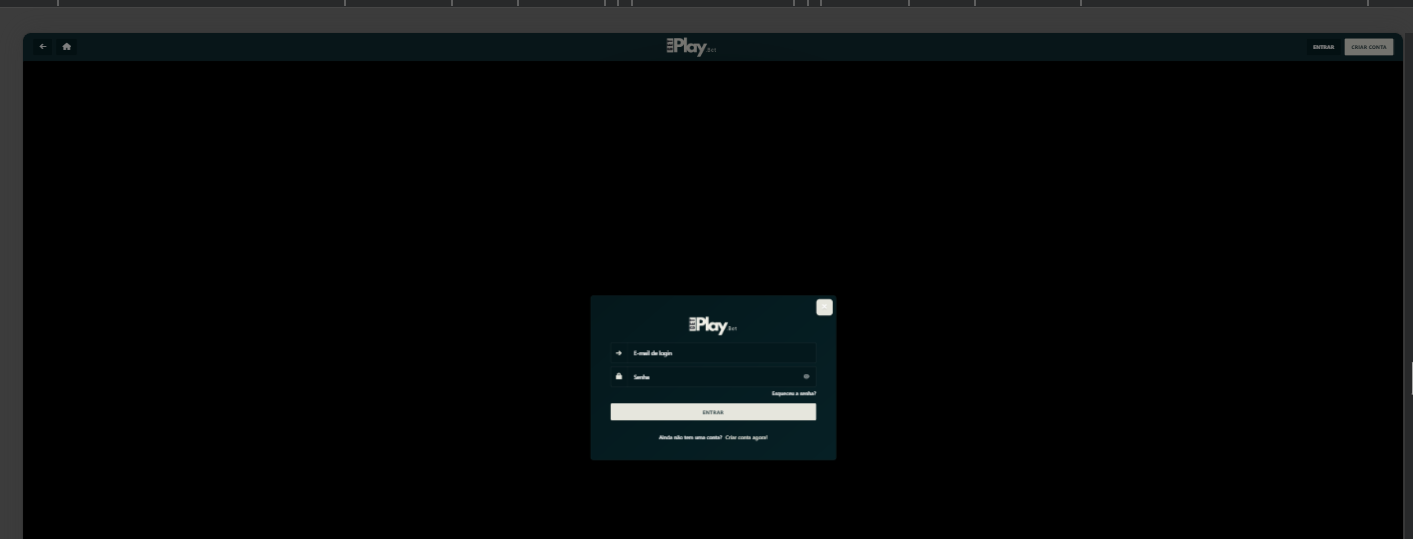 Play.Bet
ENTRAR
CRIAR CONTA
Play.Bet
E-mail de login
Senha
Esqueceu a senha?
ENTRAR
Ainda não tem uma conta? Criar conta agora!